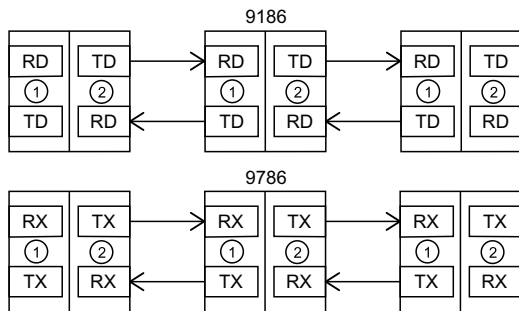 9186
RD TD RD TD RD TD
1 2 1 2 1 2
TD RD TD RD TD RD
9786
RX TX RX TX RX TX
1 2 1 2 1 2
TX RX TX RX TX RX